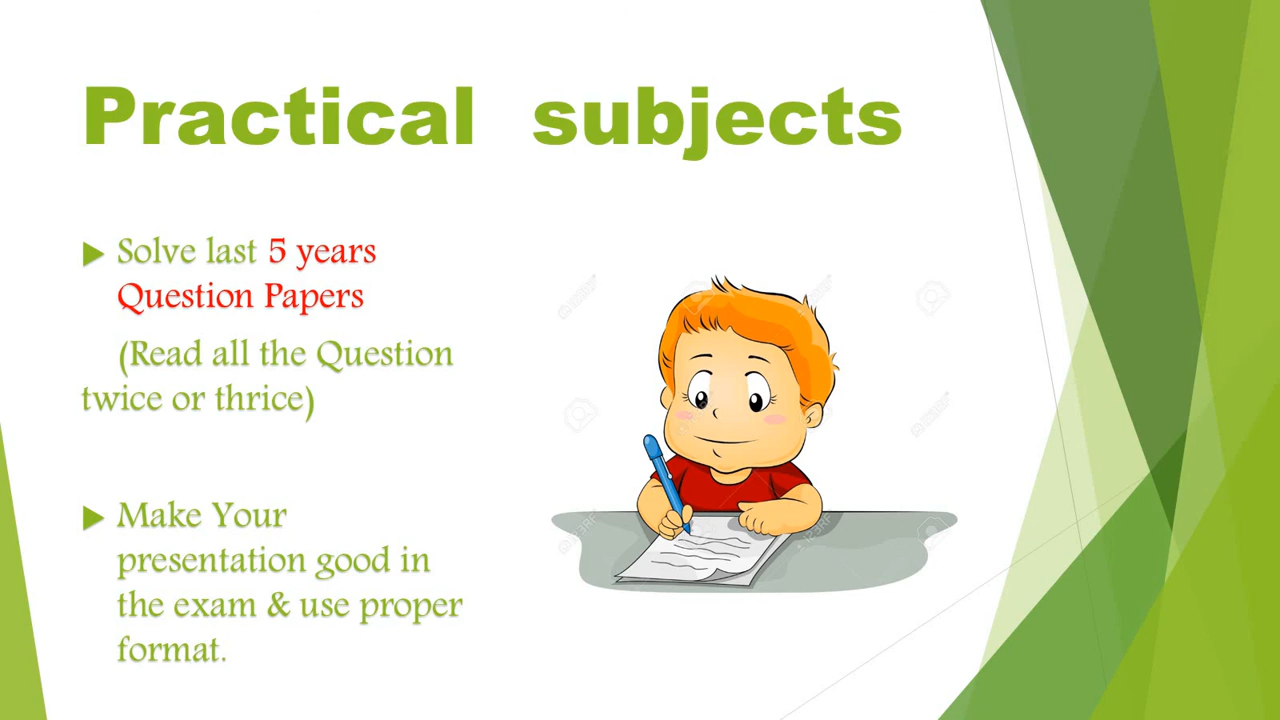 Practical subjects
Solve last 5 years
Question Papers
(Read all the Question
twice or thrice)
Make Your
presentation good in
the exam & use proper
format.